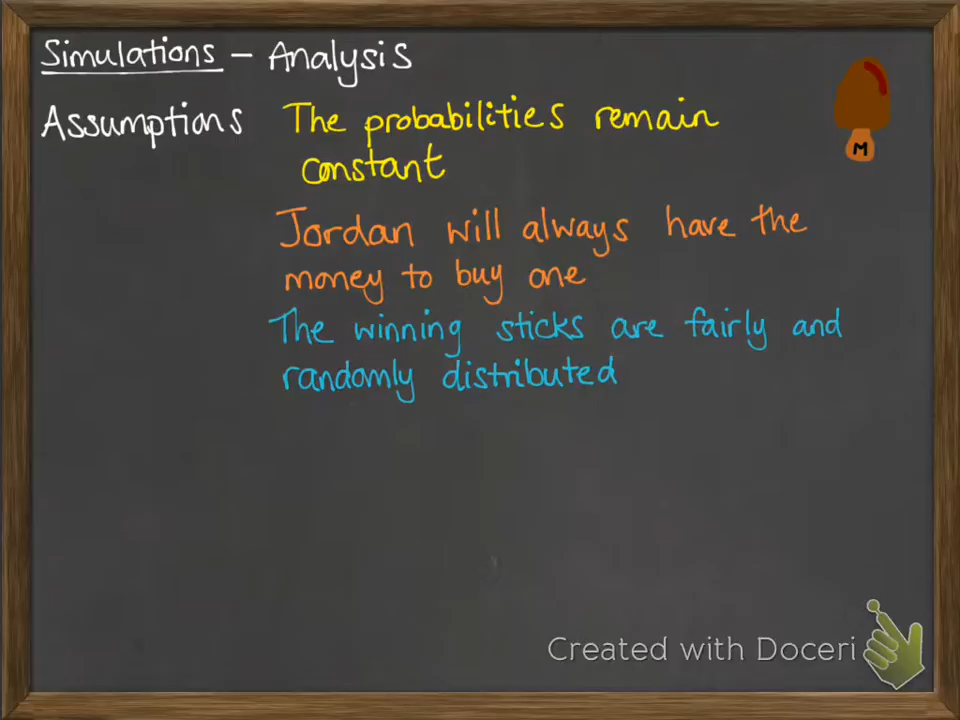 Simulations - Analysis
Assumptions The probabilities remain
constant
Jordan will always have the
money to buy one
The winning sticks are fairly and
randomly distributed
M
Created with Doceri